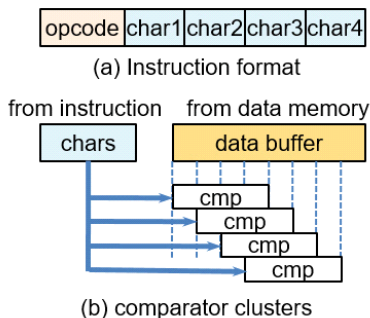 opcode char1 char2 char3 char4
(a) Instruction format
from instruction from data memory
chars data buffer
cmp
cmp
cmp
cmp
(b) comparator clusters